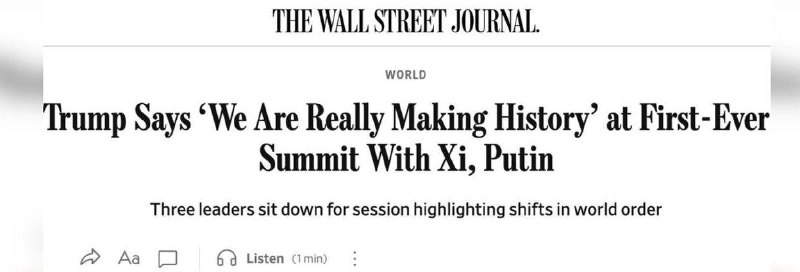 THE WALL STREET JOURNAL.
WORLD
Trump Says ‘We Are Really Making History’ at First-Ever
Summit With Xi, Putin
Three leaders sit down for session highlighting shifts in world order
Aa Listen (1 min)